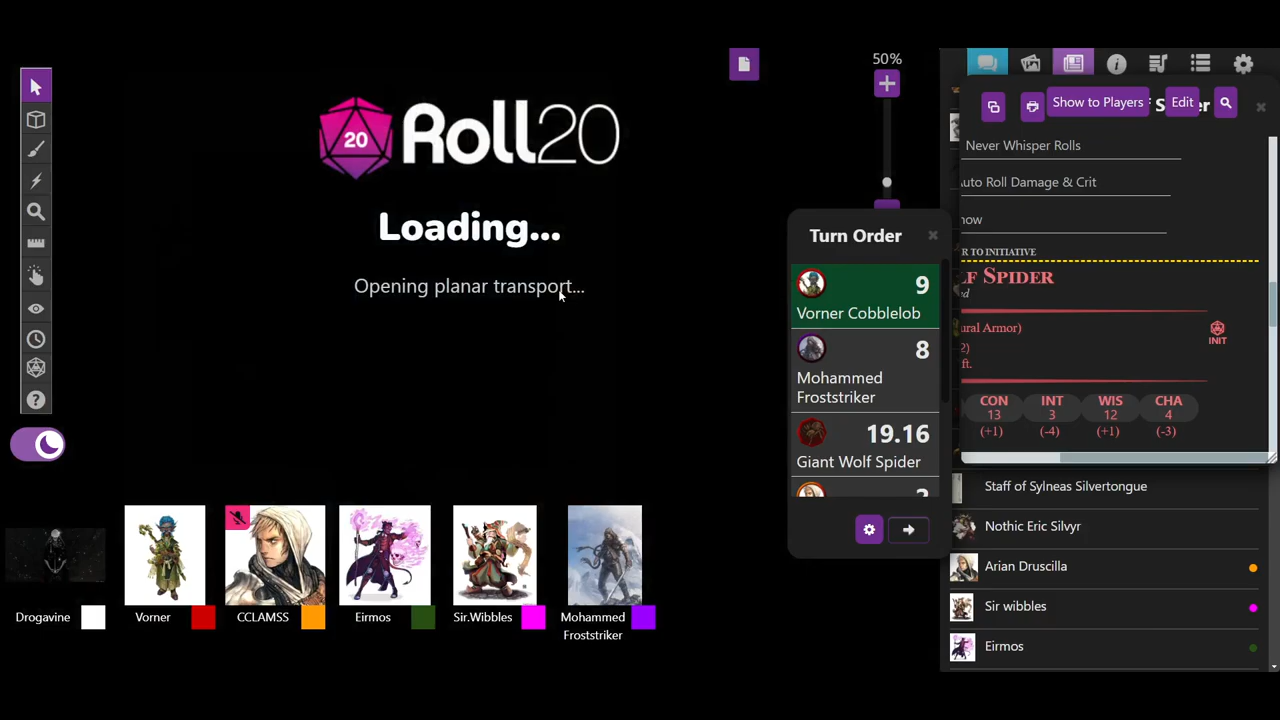 50%
Show to Players
Edit
Never Whisper Rolls
Auto Roll Damage & Crit
20
Roll20
Loading...
Opening planar transport...
Turn Order
9
Vorner Cobblelob
8
Mohammed
Froststriker
19.16
Giant Wolf Spider
R TO INITIATIVE
LF SPIDER
ural Armor)
2)
ft.
INIT
CON INT WIS CHA
13 3 12 4
(+1) (-4) (+1) (-3)
Staff of Sylneas Silvertongue
Nothic Eric Silvyr
Arian Druscilla
Sir wibbles
Eirmos
Drogavine
Vorner
CCLAMSS
Eirmos
Sir.Wibbles
Mohammed
Froststriker